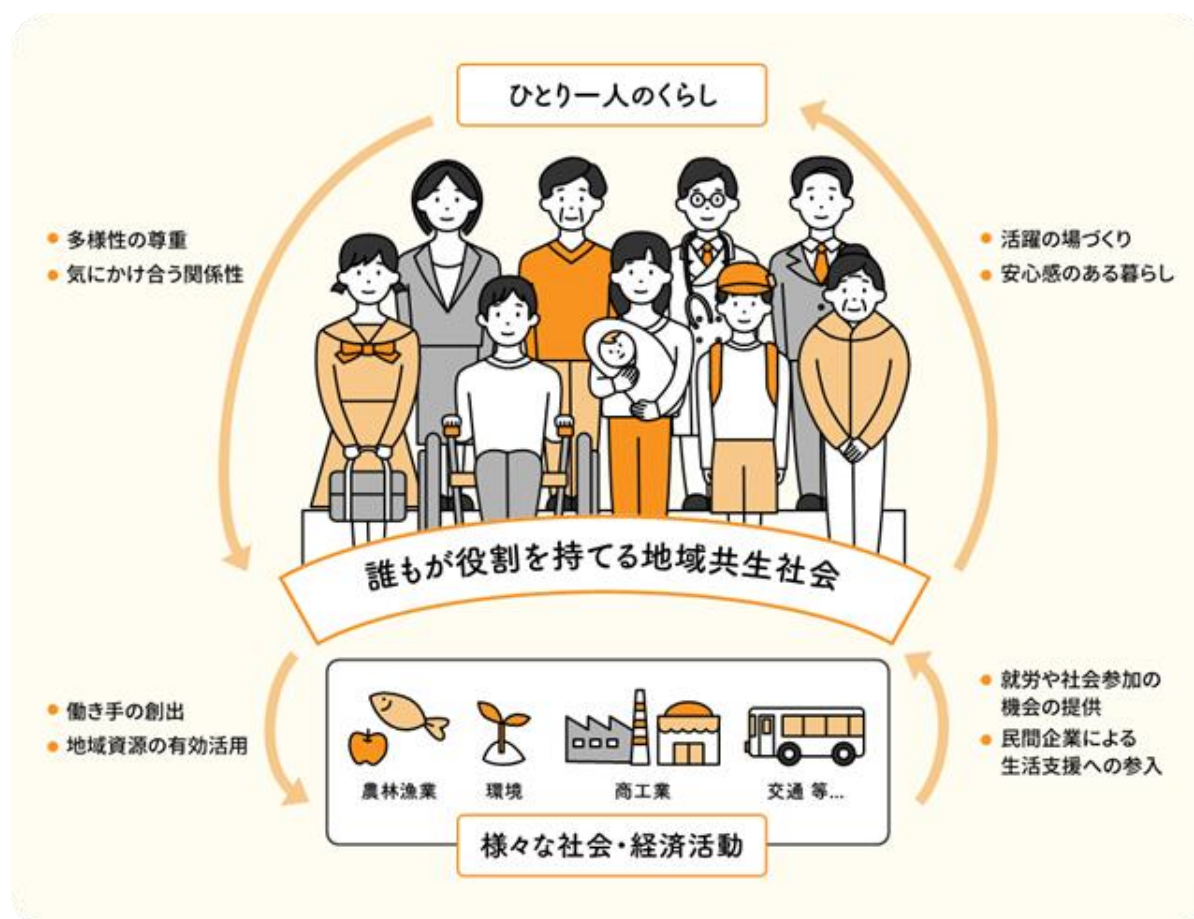 ひとり一人のくらし
多様性の尊重
気にかけ合う関係性
活躍の場づくり
安心感のある暮らし
誰もが役割を持てる地域共生社会
働き手の創出
地域資源の有効活用
就労や社会参加の
機会の提供
民間企業による
生活支援への参入
農林漁業
環境
商工業
交通 等...
様々な社会・経済活動